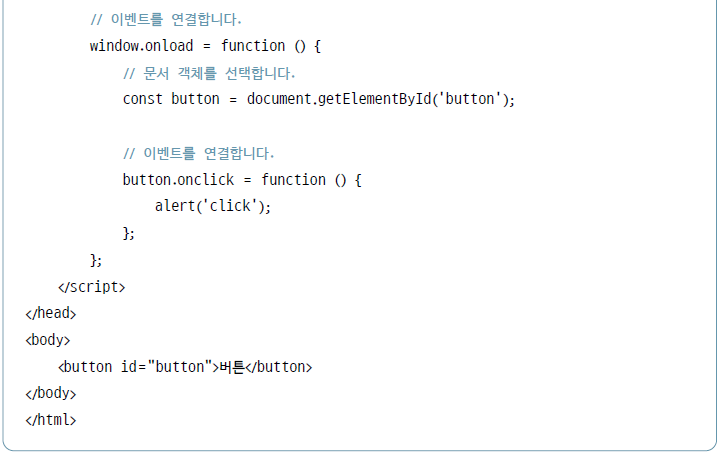 // 이벤트를 연결합니다.
window.onload = function () {
// 문서 객체를 선택합니다.
const button = document.getElementById('button');
// 이벤트를 연결합니다.
button.onclick = function () {
alert('click');
};
};
</script>
</head>
<body>
<button id="button">버튼</button>
</body>
</html>